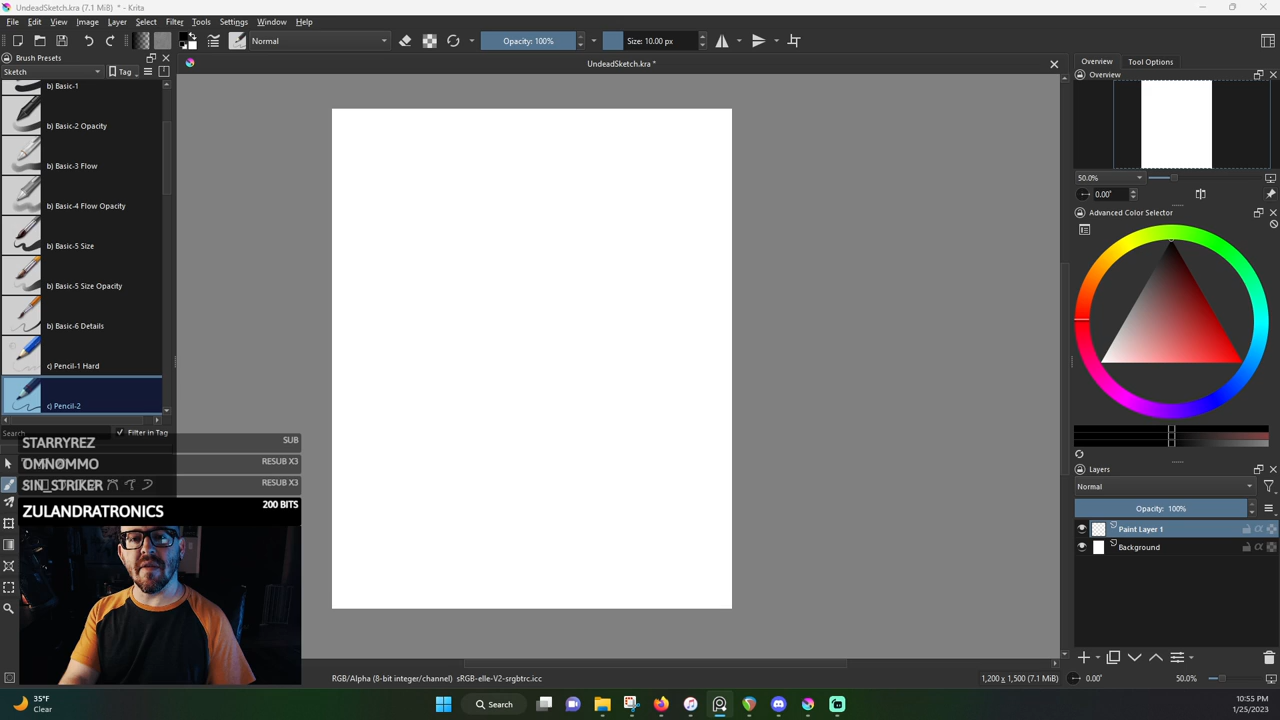 UndeadSketch.kra (7.1 MiB) * - Krita
File Edit View Image Layer Filter Tools Settings Window Help
Normal
Opacity: 100%
Size: 10.00 px
Brush Presets
Sketch
Tag
UndeadSketch.kra *
Overview
Tool Options
Overview
b) Basic-1
b) Basic-2 Opacity
b) Basic-3 Flow
b) Basic-4 Flow Opacity
b) Basic-5 Size
b) Basic-5 Size Opacity
b) Basic-6 Details
c) Pencil-1 Hard
c) Pencil-2
50.0%
0.00°
Advanced Color Selector
Search
Filter in Tag
STARRYREZ SUB
OMNOMMO RESUB X3
SIN_STRIKER RESUB X3
ZULANDRATRONICS 200 BITS
Layers
Normal
Opacity: 100%
Paint Layer 1
Background
RGB/Alpha (8-bit integer/channel) sRGB-elle-V2-srgbtrc.icc
1,200 x 1,500 (7.1 MiB)
0.00°
50.0%
35°F
Clear
Search
10:55 PM
1/25/2023